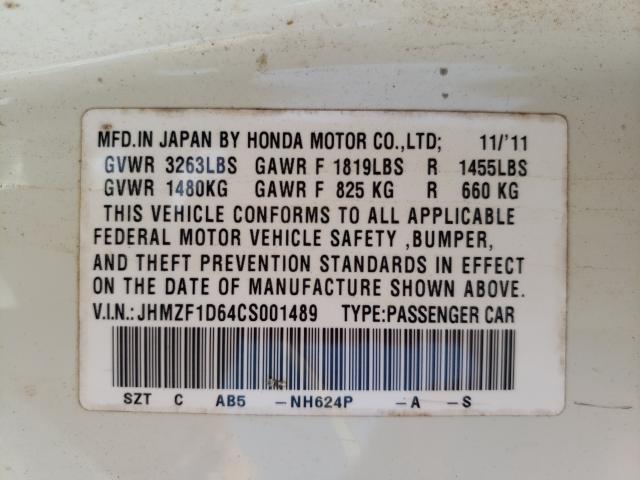 MFD.IN JAPAN BY HONDA MOTOR CO.,LTD; 11/'11
GVWR 3263LBS GAWR F 1819LBS R 1455LBS
GVWR 1480KG GAWR F 825 KG R 660 KG
THIS VEHICLE CONFORMS TO ALL APPLICABLE
FEDERAL MOTOR VEHICLE SAFETY ,BUMPER,
AND THEFT PREVENTION STANDARDS IN EFFECT
ON THE DATE OF MANUFACTURE SHOWN ABOVE.
V.I.N.: JHMZF1D64CS001489 TYPE:PASSENGER CAR
SZT C AB5 -NH624P -A -S